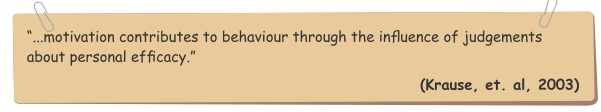 “...motivation contributes to behaviour through the influence of judgements
about personal efficacy.”
(Krause, et. al, 2003)